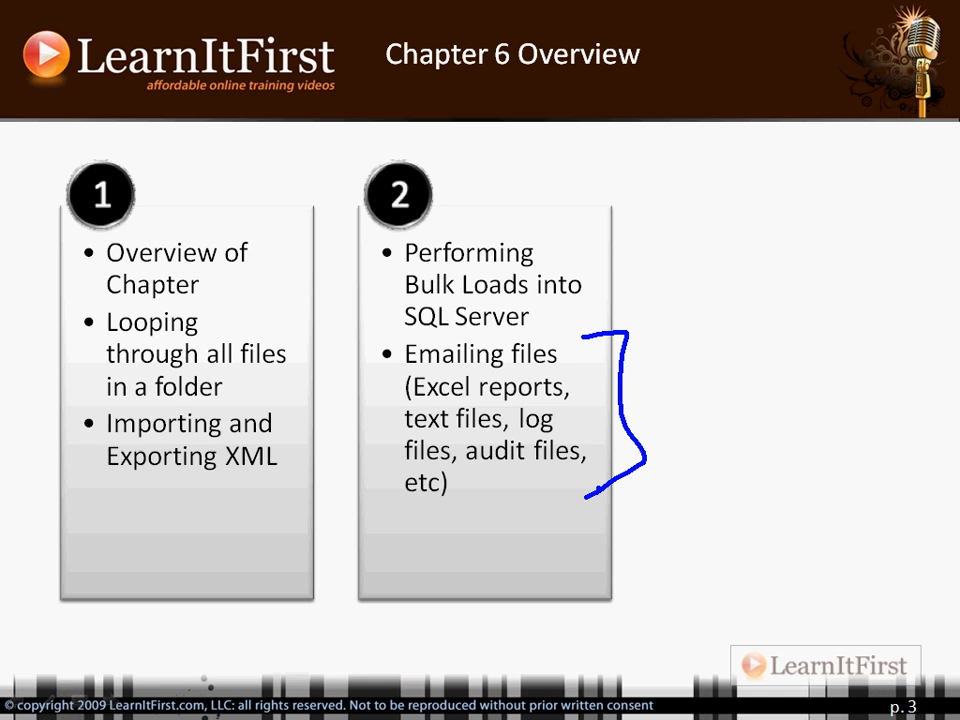 LearnItFirst
affordable online training videos
Chapter 6 Overview
1
• Overview of
Chapter
• Looping
through all files
in a folder
• Importing and
Exporting XML
2
• Performing
Bulk Loads into
SQL Server
• Emailing files
(Excel reports,
text files, log
files, audit files,
etc)
LearnItFirst
© copyright 2009 LearnItFirst.com, LLC: all rights reserved. Not to be reproduced without prior written consent
p. 3